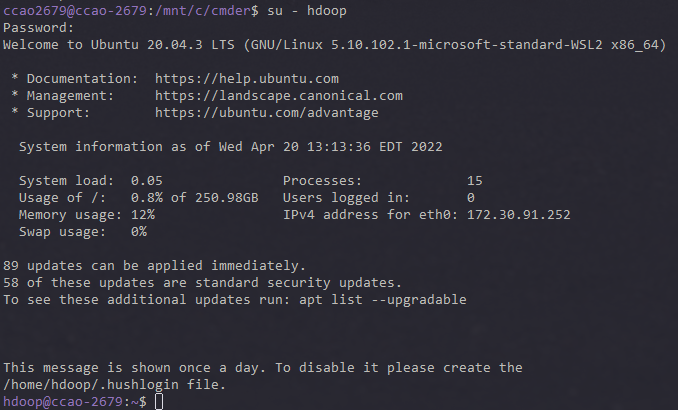 ccao2679@ccao-2679:/mnt/c/cmder$ su - hdoop
Password:
Welcome to Ubuntu 20.04.3 LTS (GNU/Linux 5.10.102.1-microsoft-standard-WSL2 x86_64)
* Documentation:  https://help.ubuntu.com
* Management:     https://landscape.canonical.com
* Support:        https://ubuntu.com/advantage
System information as of Wed Apr 20 13:13:36 EDT 2022
System load:  0.05               Processes:             15
Usage of /:   0.8% of 250.98GB   Users logged in:       0
Memory usage: 12%                IPv4 address for eth0: 172.30.91.252
Swap usage:   0%
89 updates can be applied immediately.
58 of these updates are standard security updates.
To see these additional updates run: apt list --upgradable
This message is shown once a day. To disable it please create the
/home/hdoop/.hushlogin file.
hdoop@ccao-2679:~$